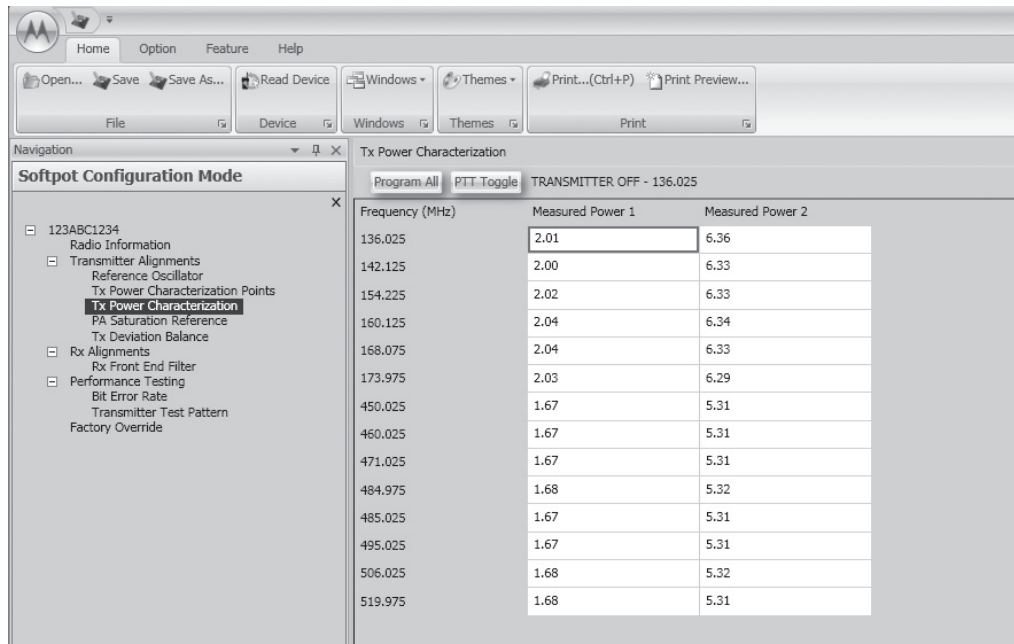 Home Option Feature Help
Open... Save Save As... Read Device Windows Themes Print...(Ctrl+P) Print Preview...
File Device Windows Themes Print
Navigation
Softpot Configuration Mode
123ABC1234
Radio Information
Transmitter Alignments
Reference Oscillator
Tx Power Characterization Points
Tx Power Characterization
PA Saturation Reference
Tx Deviation Balance
Rx Alignments
Rx Front End Filter
Performance Testing
Bit Error Rate
Transmitter Test Pattern
Factory Override
Tx Power Characterization
Program All PTT Toggle TRANSMITTER OFF - 136.025
Frequency (MHz) Measured Power 1 Measured Power 2
136.025 2.01 6.36
142.125 2.00 6.33
154.225 2.02 6.33
160.125 2.04 6.34
168.075 2.04 6.33
173.975 2.03 6.29
450.025 1.67 5.31
460.025 1.67 5.31
471.025 1.67 5.31
484.975 1.68 5.32
485.025 1.67 5.31
495.025 1.67 5.31
506.025 1.68 5.32
519.975 1.68 5.31